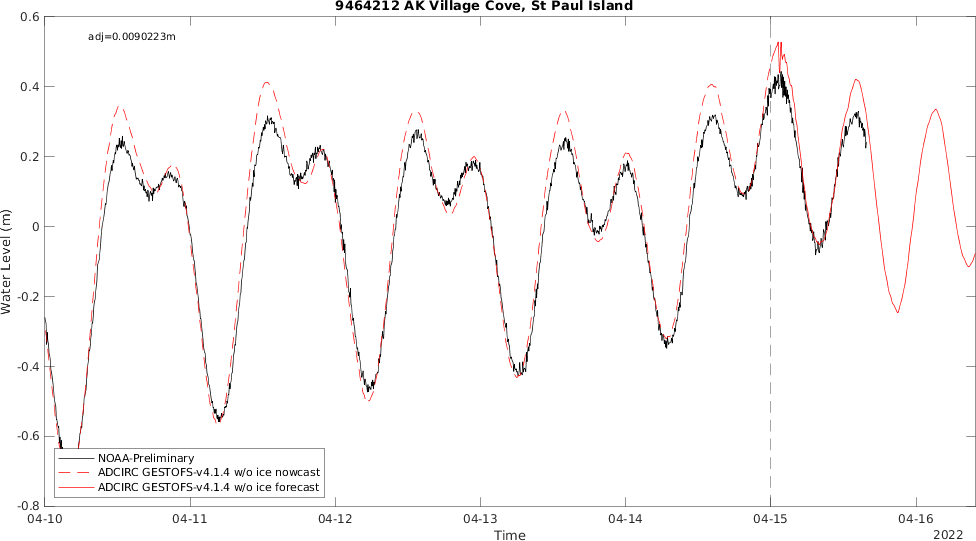 9464212 AK Village Cove, St Paul Island
adj=0.0090223m
0.6
0.4
0.2
0
-0.2
-0.4
-0.6
-0.8
Water Level (m)
NOAA-Preliminary
ADCIRC GESTOFS-v4.1.4 w/o ice nowcast
ADCIRC GESTOFS-v4.1.4 w/o ice forecast
04-10 04-11 04-12 04-13 04-14 04-15 04-16
Time
2022